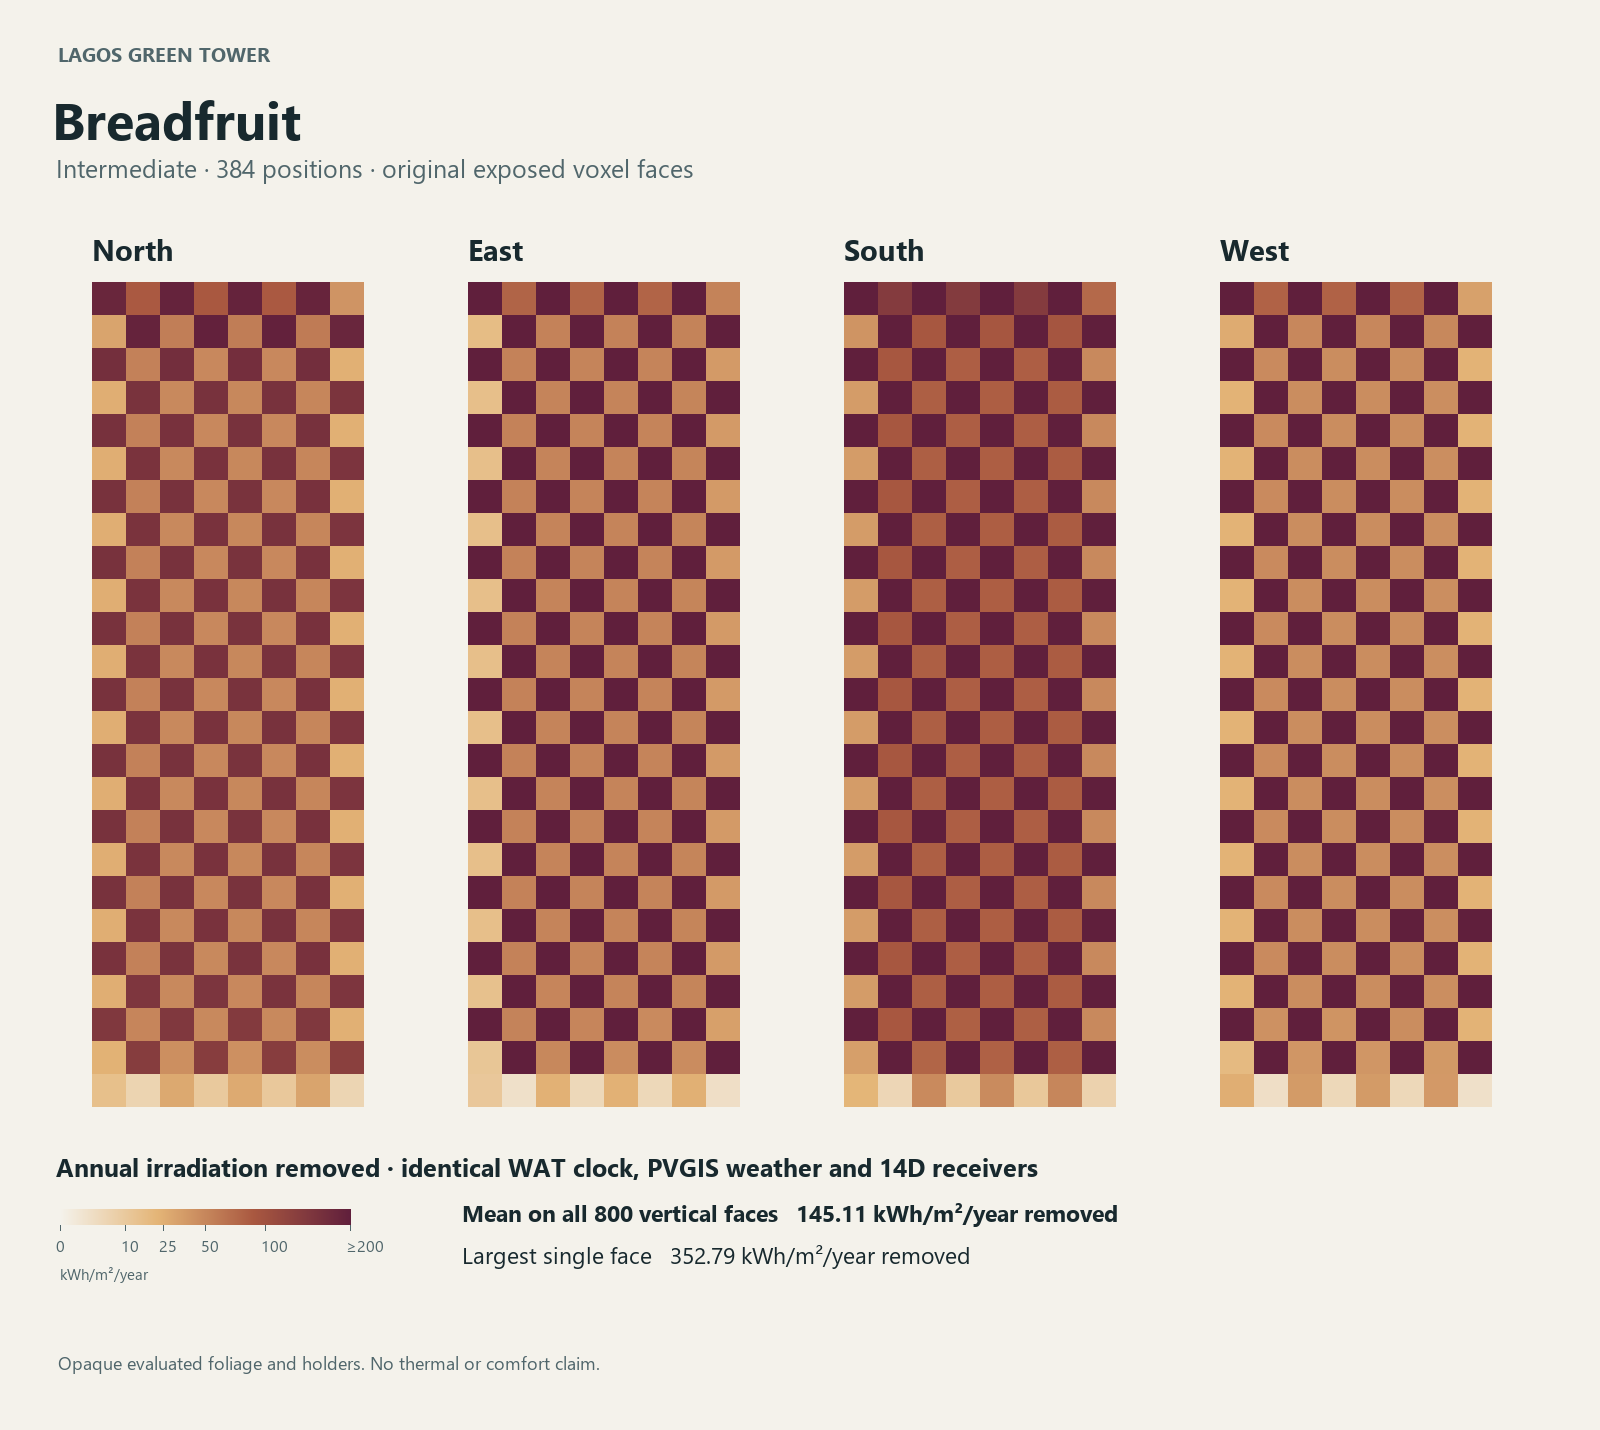 LAGOS GREEN TOWER
Breadfruit
Intermediate · 384 positions · original exposed voxel faces
North East South West
Annual irradiation removed · identical WAT clock, PVGIS weather and 14D receivers
Mean on all 800 vertical faces 145.11 kWh/m²/year removed
0 10 25 50 100 ≥200
Largest single face 352.79 kWh/m²/year removed
kWh/m²/year
Opaque evaluated foliage and holders. No thermal or comfort claim.